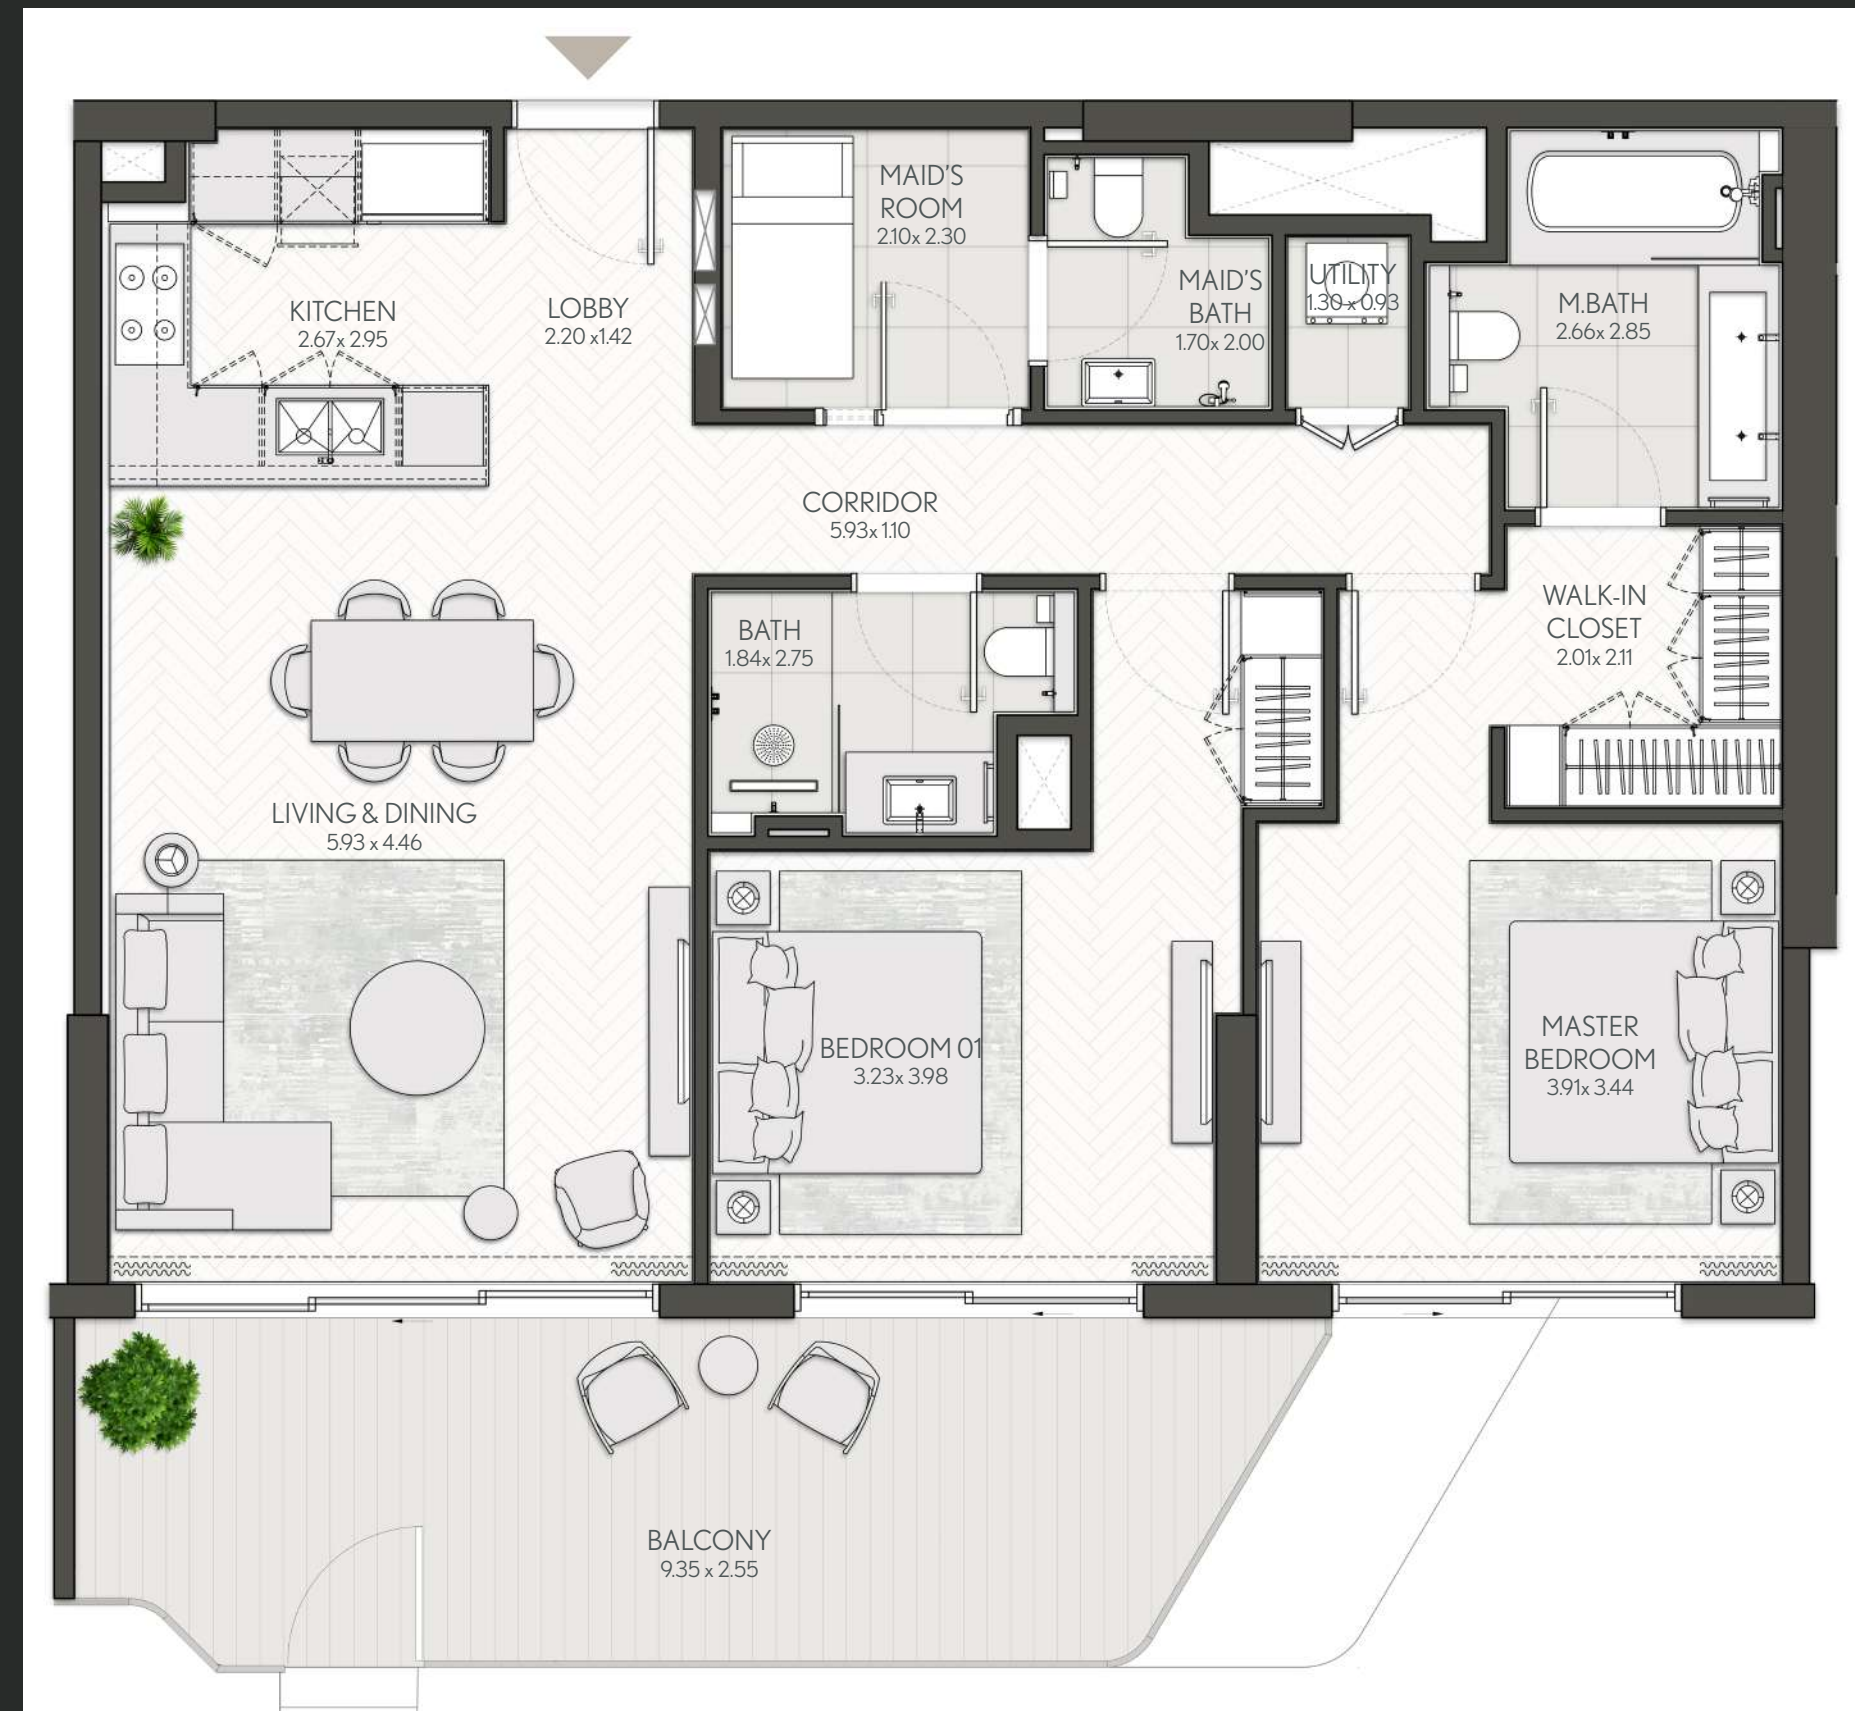 MAID'S
ROOM
2.10x 2.30
KITCHEN
2.67x 2.95
LOBBY
2.20 x1.42
MAID'S
BATH
1.70x 2.00
UTILITY
1.30 x 0.93
M.BATH
2.66x 2.85
CORRIDOR
5.93x 1.10
BATH
1.84x 2.75
WALK-IN
CLOSET
2.01x 2.11
LIVING & DINING
5.93 x 4.46
BEDROOM 01
3.23x 3.98
MASTER
BEDROOM
3.91x 3.44
BALCONY
9.35 x 2.55